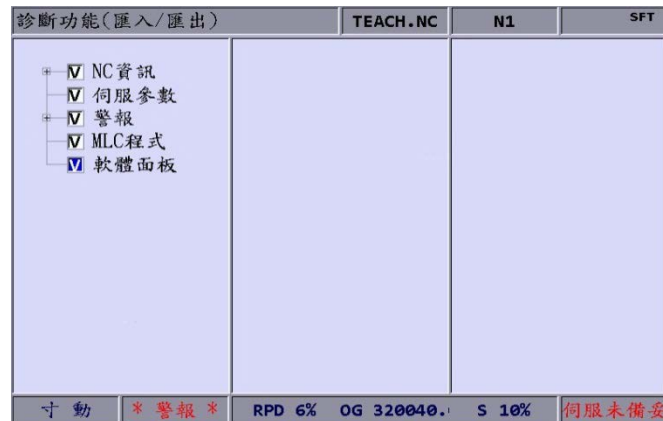 診斷功能(匯入/匯出) TEACH.NC N1 SFT
NC資訊
伺服參數
警報
MLC程式
軟體面板
寸動 * 警報 * RPD 6% OG 320040. S 10% 伺服未備妥